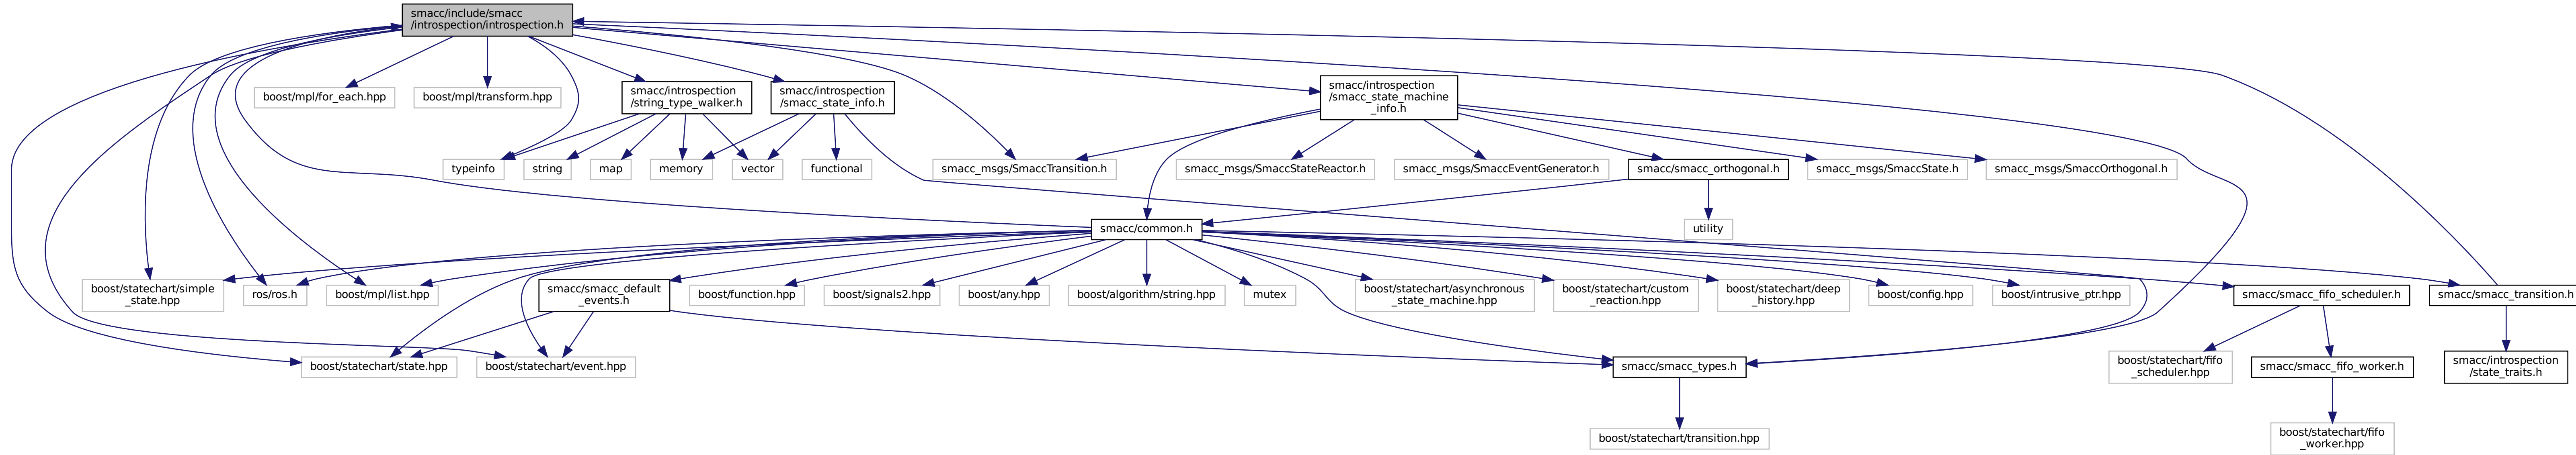 smacc/include/smacc
/introspection/introspection.h
boost/mpl/for_each.hpp
boost/mpl/transform.hpp
smacc/introspection
/string_type_walker.h
smacc/introspection
/smacc_state_info.h
smacc/introspection
/smacc_state_machine
_info.h
typeinfo
string
map
memory
vector
functional
smacc_msgs/SmaccTransition.h
smacc_msgs/SmaccStateReactor.h
smacc_msgs/SmaccEventGenerator.h
smacc/smacc_orthogonal.h
smacc_msgs/SmaccState.h
smacc_msgs/SmaccOrthogonal.h
smacc/common.h
utility
boost/statechart/simple
_state.hpp
ros/ros.h
boost/mpl/list.hpp
smacc/smacc_default
_events.h
boost/function.hpp
boost/signals2.hpp
boost/any.hpp
boost/algorithm/string.hpp
mutex
boost/statechart/asynchronous
_state_machine.hpp
boost/statechart/custom
_reaction.hpp
boost/statechart/deep
_history.hpp
boost/config.hpp
boost/intrusive_ptr.hpp
smacc/smacc_fifo_scheduler.h
smacc/smacc_transition.h
boost/statechart/state.hpp
boost/statechart/event.hpp
smacc/smacc_types.h
boost/statechart/fifo
_scheduler.hpp
smacc/smacc_fifo_worker.h
smacc/introspection
/state_traits.h
boost/statechart/transition.hpp
boost/statechart/fifo
_worker.hpp